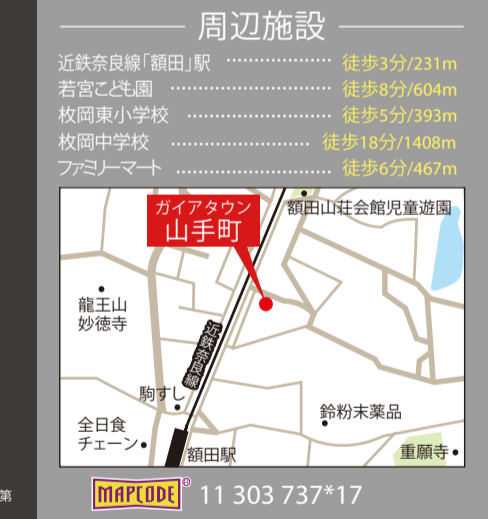 周辺施設
近鉄奈良線「額田」駅 ………………… 徒歩3分/231m
若宮こども園 ………………… 徒歩8分/604m
枚岡東小学校 ………………… 徒歩5分/393m
枚岡中学校 ………………… 徒歩18分/1408m
ファミリーマート ………………… 徒歩6分/467m
ガイアタウン
山手町
額田山荘会館児童遊園
龍王山
妙徳寺
近鉄奈良線
駒すし
鈴粉末薬品
全日食
チェーン
額田駅
重願寺
第
MAPCODE® 11 303 737*17